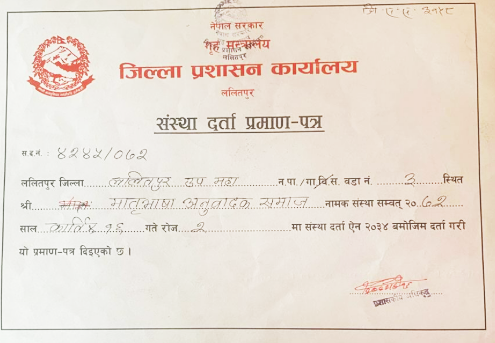 नेपाल सरकार
गृह मन्त्रालय
जिल्ला प्रशासन कार्यालय
ललितपुर
संस्था दर्ता प्रमाण-पत्र
स.द.नं. : ४२४५/०६२
ललितपुर जिल्ला ललितपुर उप महा न.पा./गा.वि.स. वडा नं. ३ स्थित
श्री मातृभाषा अनुवादक समाज नामक संस्था सम्वत् २०६२
साल कार्तिक १६ गते रोज २ मा संस्था दर्ता ऐन २०३४ बमोजिम दर्ता गरी
यो प्रमाण-पत्र दिइएको छ ।